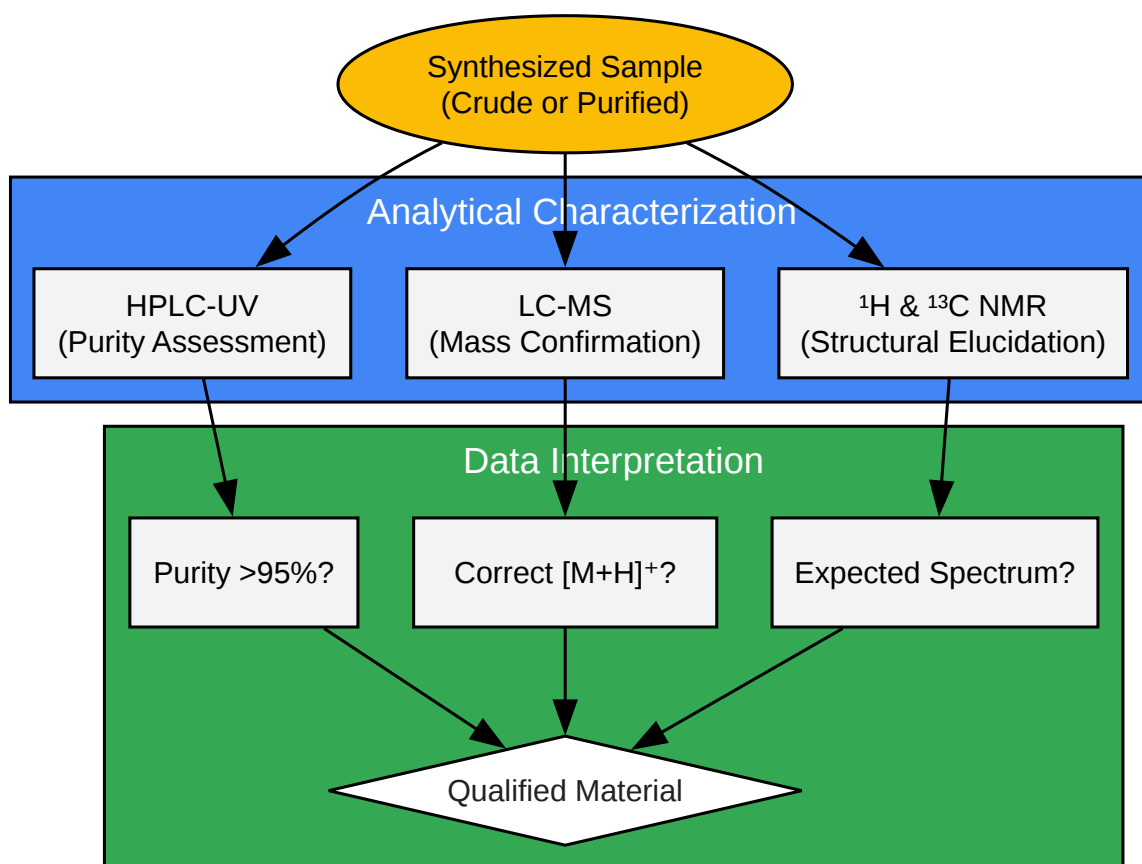 Synthesized Sample
(Crude or Purified)
Analytical Characterization
HPLC-UV
(Purity Assessment)
LC-MS
(Mass Confirmation)
¹H & ¹³C NMR
(Structural Elucidation)
Data Interpretation
Purity >95%?
Correct [M+H]⁺?
Expected Spectrum?
Qualified Material